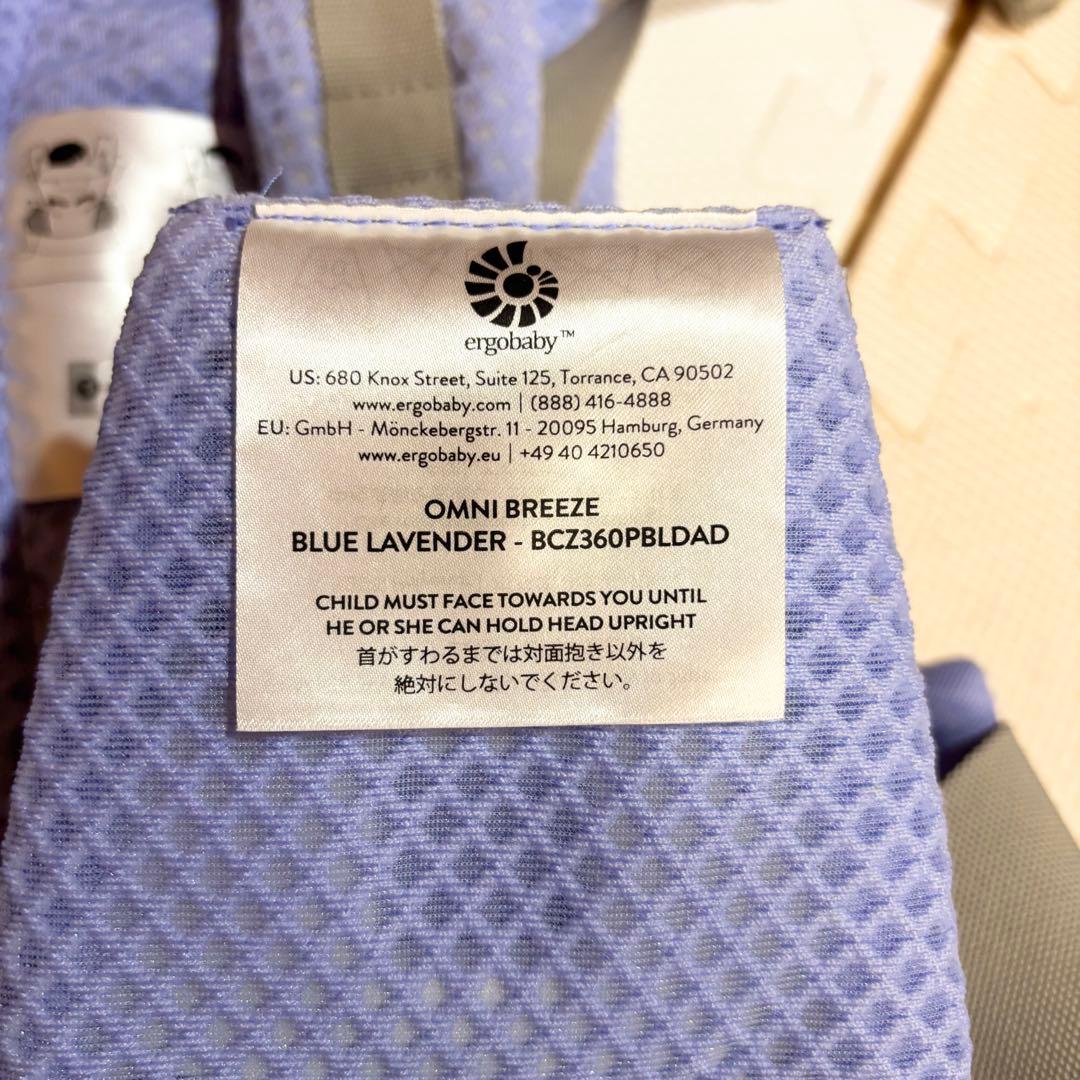 ergobaby™
US: 680 Knox Street, Suite 125, Torrance, CA 90502
www.ergobaby.com | (888) 416-4888
EU: GmbH - Mönckebergstr. 11 - 20095 Hamburg, Germany
www.ergobaby.eu | +49 40 4210650
OMNI BREEZE
BLUE LAVENDER - BCZ360PBLDAD
CHILD MUST FACE TOWARDS YOU UNTIL
HE OR SHE CAN HOLD HEAD UPRIGHT
首がすわるまでは対面抱き以外を
絶対にしないでください。